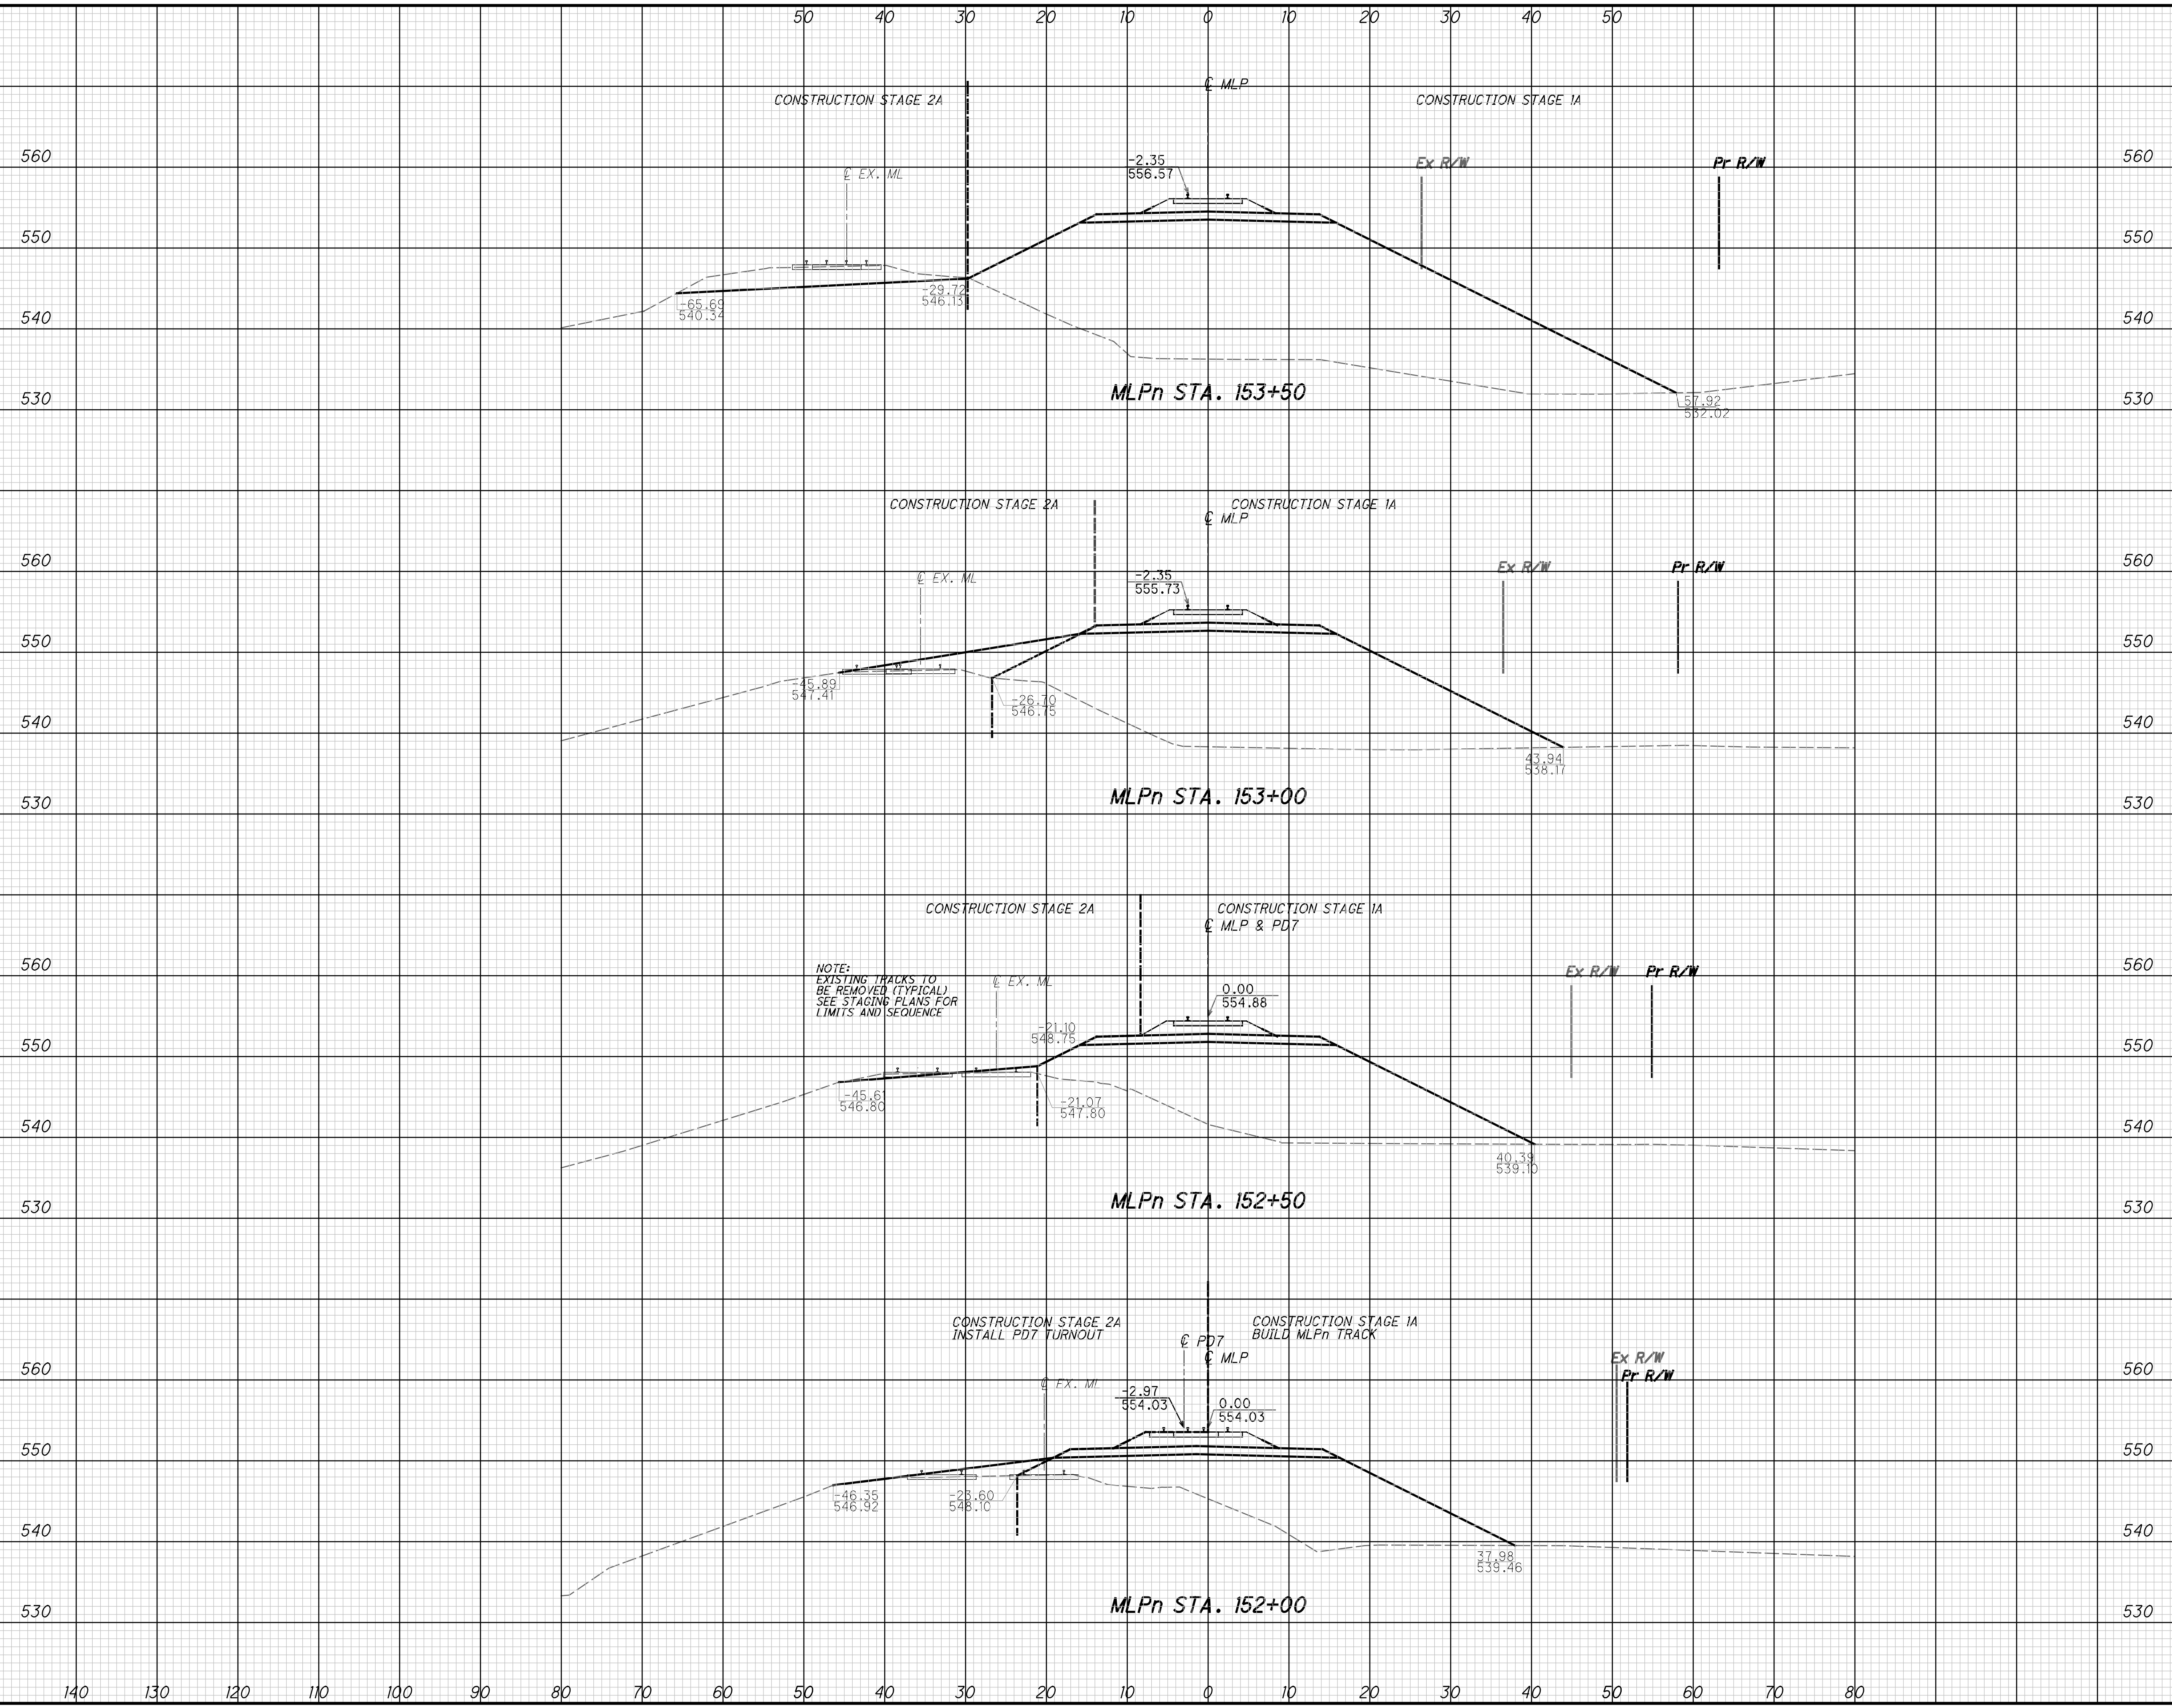 50 40 30 20 10 0 10 20 30 40 50
℄ MLP
CONSTRUCTION STAGE 2A
CONSTRUCTION STAGE 1A
560
-2.35
556.57
Ex R/W
Pr R/W
560
℄ EX. ML
550
550
-29.72
546.13
-65.69
540.34
540
540
MLPn STA. 153+50
57.92
532.02
530
530
CONSTRUCTION STAGE 2A
CONSTRUCTION STAGE 1A
℄ MLP
560
Ex R/W
Pr R/W
560
℄ EX. ML
-2.35
555.73
550
550
-45.89
547.41
-26.70
546.75
540
540
43.94
538.17
MLPn STA. 153+00
530
530
CONSTRUCTION STAGE 2A
CONSTRUCTION STAGE 1A
℄ MLP & PD7
560
NOTE:
EXISTING TRACKS TO
BE REMOVED (TYPICAL)
SEE STAGING PLANS FOR
LIMITS AND SEQUENCE
℄ EX. ML
0.00
554.88
Ex R/W
Pr R/W
560
-21.10
548.75
550
550
-45.61
546.80
-21.07
547.80
540
540
40.39
539.10
MLPn STA. 152+50
530
530
CONSTRUCTION STAGE 2A
INSTALL PD7 TURNOUT
CONSTRUCTION STAGE 1A
BUILD MLPn TRACK
℄ PD7
℄ MLP
Ex R/W
Pr R/W
560
560
℄ EX. ML
-2.97
554.03
0.00
554.03
550
550
-46.35
546.92
-23.60
548.10
540
540
37.98
539.46
MLPn STA. 152+00
530
530
140 130 120 110 100 90 80 70 60 50 40 30 20 10 0 10 20 30 40 50 60 70 80